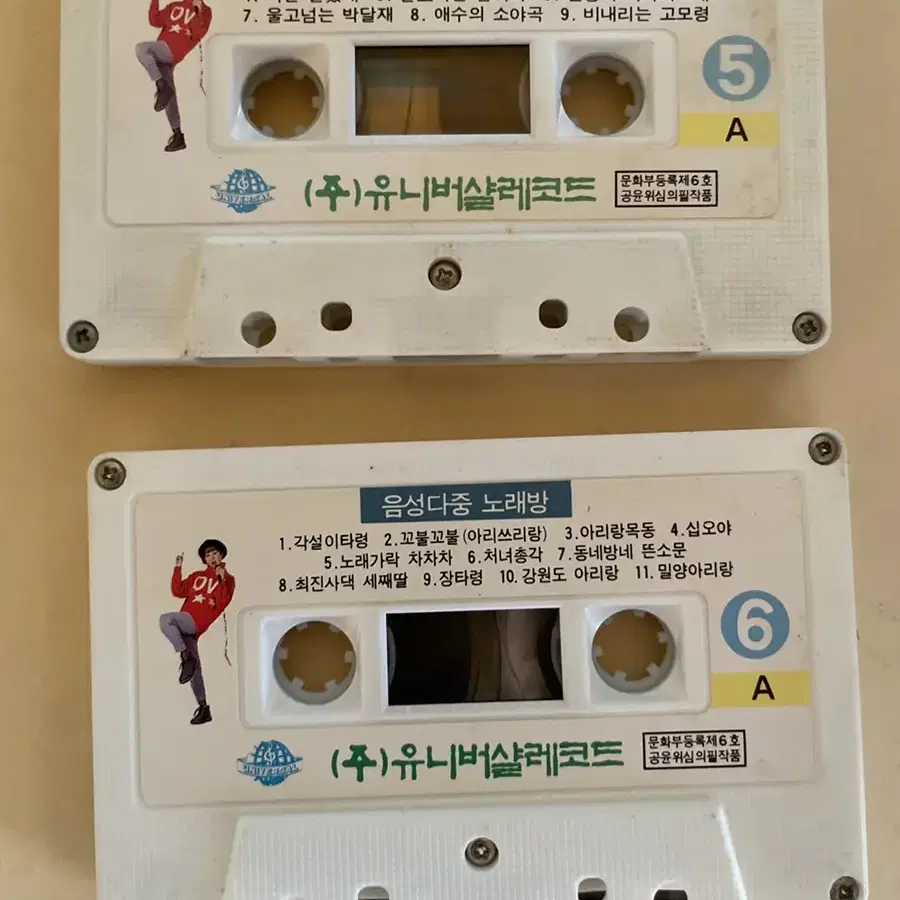 7. 울고넘는 박달재 8. 애수의 소야곡 9. 비내리는 고모령
5
A
(주)유니버샬레코드
문화부등록제6호
공윤위심의필작품
음성다중 노래방
1.각설이타령 2.꼬불꼬불(아리쓰리랑) 3.아리랑목동 4.십오야
5.노래가락 차차차 6.처녀총각 7.동네방네 뜬소문
8.최진사댁 세째딸 9.장타령 10.강원도 아리랑 11.밀양아리랑
6
A
(주)유니버샬레코드
문화부등록제6호
공윤위심의필작품